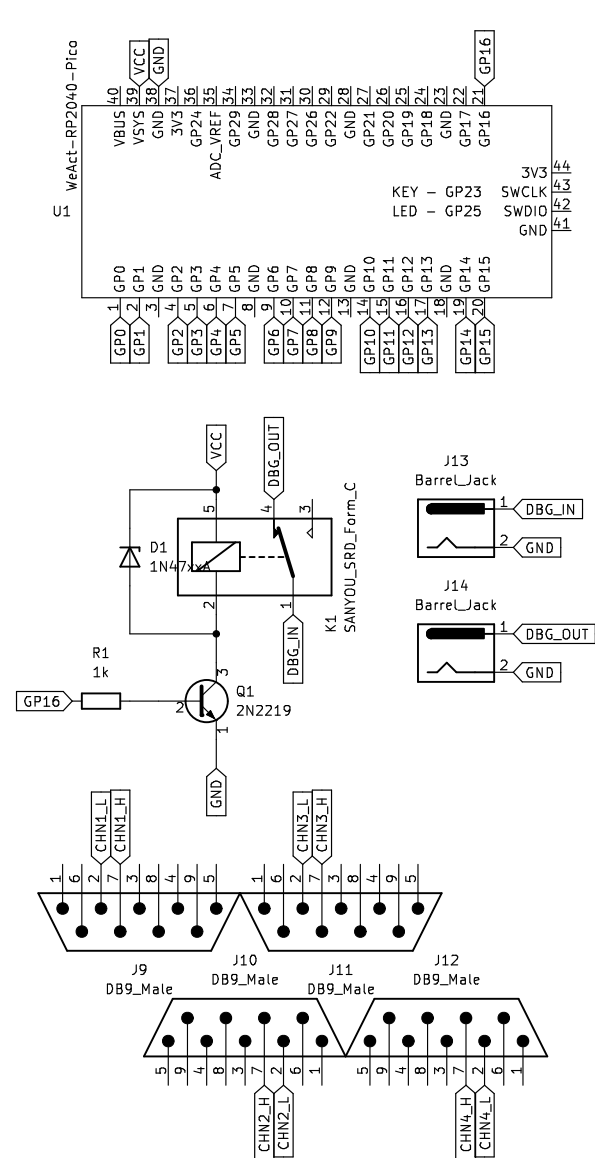 WeAct-RP2040-Pico
U1
VCC
GND
GP16
40 39 38 37 36 35 34 33 32 31 30 29 28 27 26 25 24 23 22 21
VBUS VSYS GND 3V3 GP24 ADC_VREF GP29 GND GP28 GP27 GP26 GP22 GND GP21 GP20 GP19 GP18 GND GP17 GP16
3V3 44
KEY - GP23 SWCLK 43
LED - GP25 SWDIO 42
GND 41
GP0 GP1 GND GP2 GP3 GP4 GP5 GND GP6 GP7 GP8 GP9 GND GP10 GP11 GP12 GP13 GND GP14 GP15
1 2 3 4 5 6 7 8 9 10 11 12 13 14 15 16 17 18 19 20
GP0 GP1 GP2 GP3 GP4 GP5 GP6 GP7 GP8 GP9 GP10 GP11 GP12 GP13 GP14 GP15
VCC
DBG_OUT
5 4 3
D1
1N47xxA
2 1
K1
SANYOU_SRD_Form_C
DBG_IN
J13
Barrel_Jack
1 DBG_IN
2 GND
J14
Barrel_Jack
1 DBG_OUT
2 GND
R1
1k
GP16
3
2
1
Q1
2N2219
GND
CHN1_L CHN1_H CHN3_L CHN3_H
1 6 2 7 3 8 4 9 5 1 6 2 7 3 8 4 9 5
J9
DB9_Male
J10
DB9_Male
J11
DB9_Male
J12
DB9_Male
5 9 4 8 3 7 2 6 1 5 9 4 8 3 7 2 6 1
CHN2_H CHN2_L CHN4_H CHN4_L